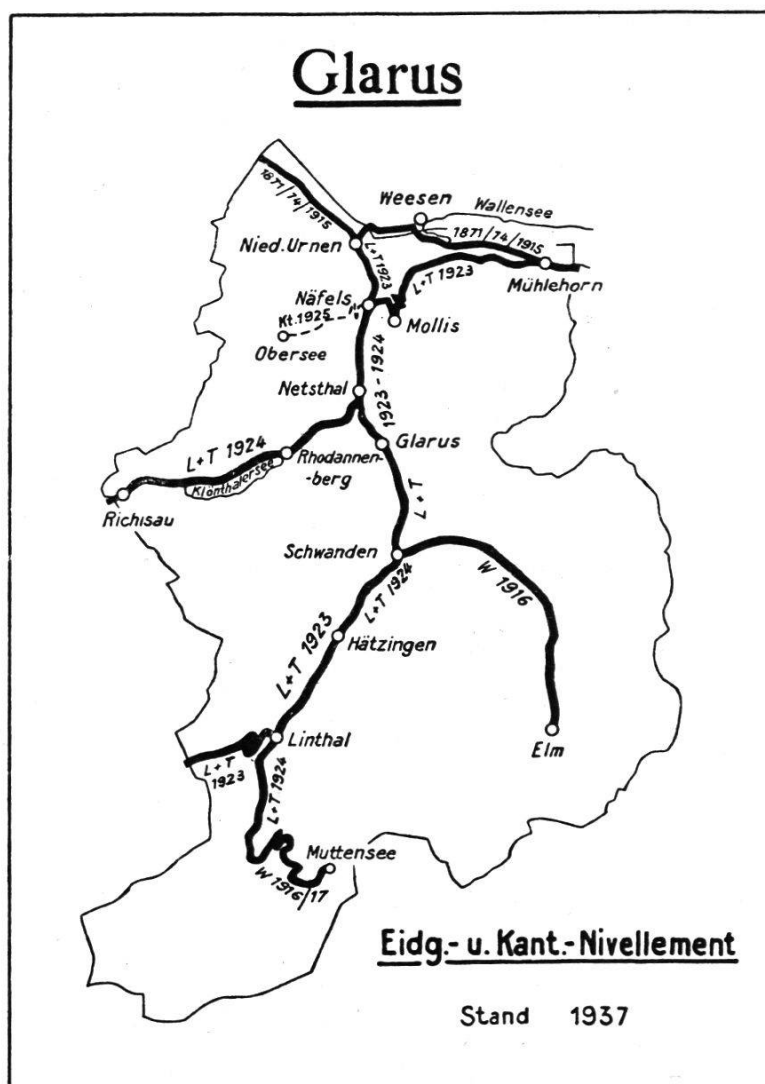 Glarus
1871/74/1915
Weesen
Wallensee
Nied.Urnen
1871/74/1915
L+T 1923
L+T 1923
Mühlehorn
Näfels
Kt.1925
Mollis
Obersee
1923-1924
Netsthal
L+T 1924
Glarus
Rhodannen-
-berg
Klönthalersee
Richisau
L+T
Schwanden
W 1916
L+T 1924
L+T 1923
Hätzingen
Linthal
Elm
L+T
1923
L+T 1924
Muttensee
W 1916/17
Eidg.- u. Kant.-Nivellement
Stand 1937